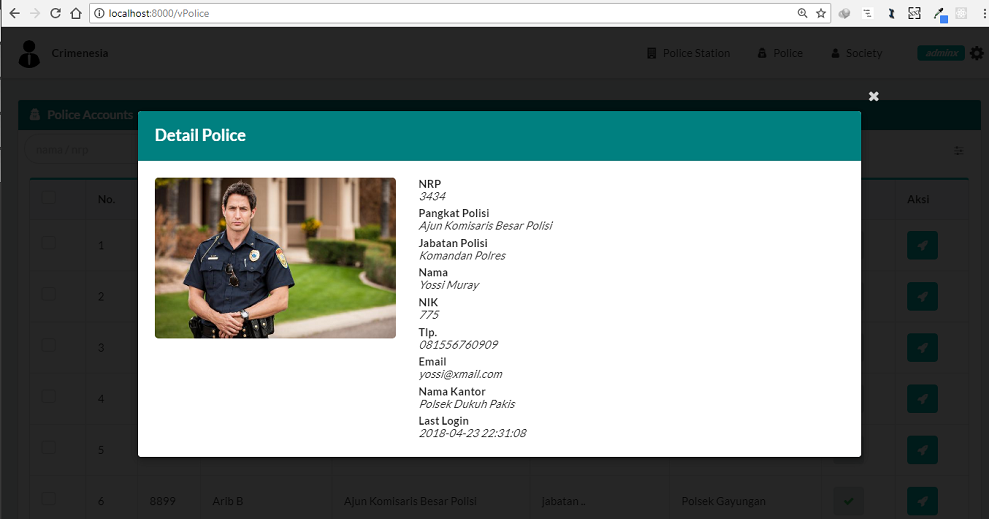 localhost:8000/vPolice
Crimenesia
Police Station
Police
Society
adminx
Police Accounts
nama / nrp
Detail Police
NRP
3434
Pangkat Polisi
Ajun Komisaris Besar Polisi
Jabatan Polisi
Komandan Polres
Nama
Yossi Muray
NIK
775
Tlp.
081556760909
Email
yossi@xmail.com
Nama Kantor
Polsek Dukuh Pakis
Last Login
2018-04-23 22:31:08
No.
Aksi
1
2
3
4
5
6 8899 Arib B Ajun Komisaris Besar Polisi jabatan .. Polsek Gayungan